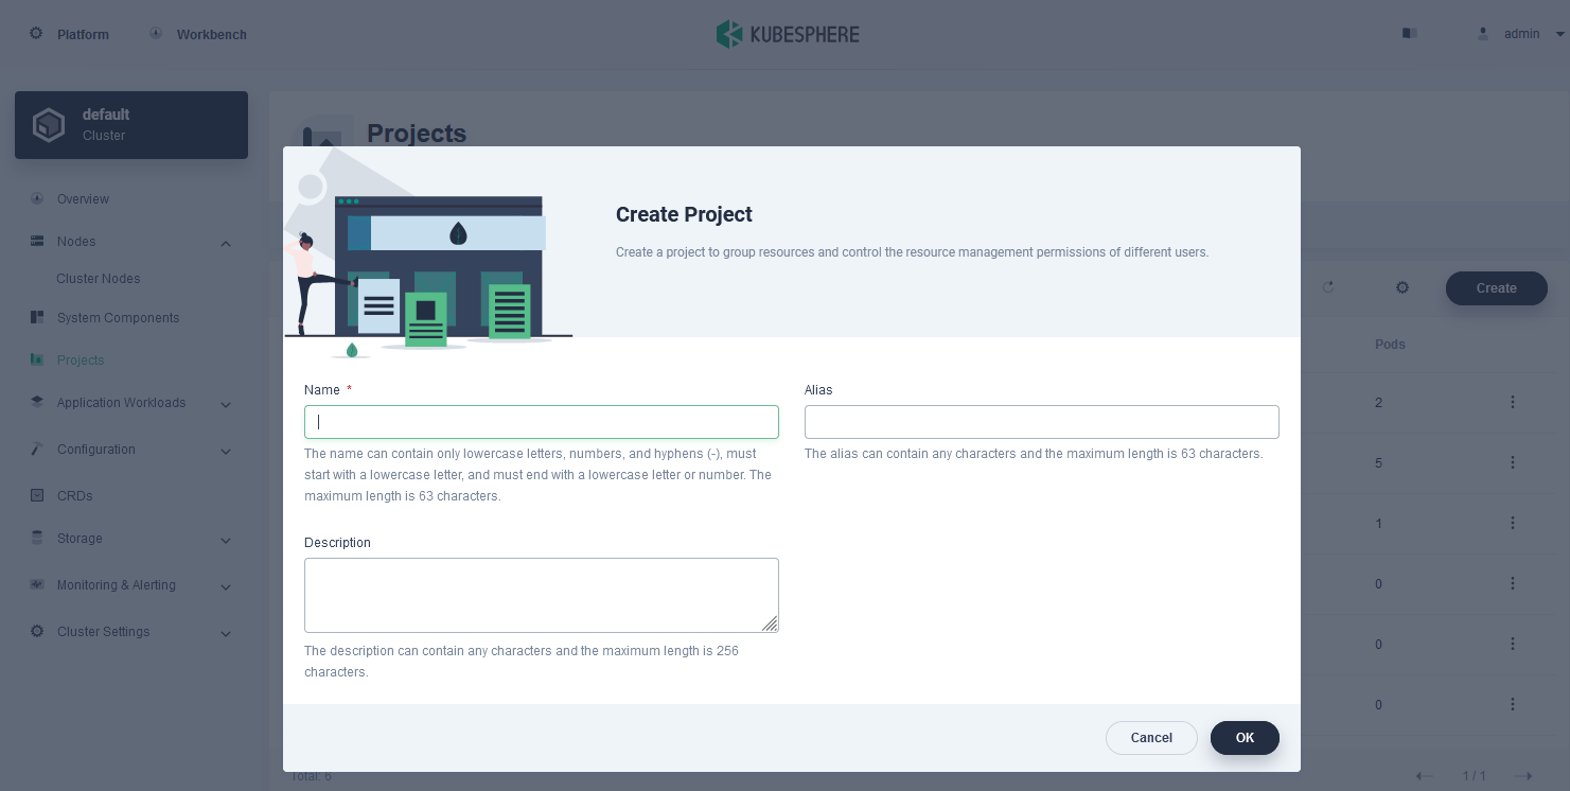 Platform
Workbench
KUBESPHERE
admin
default
Cluster
Overview
Nodes
Cluster Nodes
System Components
Projects
Application Workloads
Configuration
CRDs
Storage
Monitoring & Alerting
Cluster Settings
Projects
Create
Pods
2
5
1
0
0
0
Total: 6
1 / 1
Create Project
Create a project to group resources and control the resource management permissions of different users.
Name *
The name can contain only lowercase letters, numbers, and hyphens (-), must
start with a lowercase letter, and must end with a lowercase letter or number. The
maximum length is 63 characters.
Alias
The alias can contain any characters and the maximum length is 63 characters.
Description
The description can contain any characters and the maximum length is 256
characters.
Cancel
OK